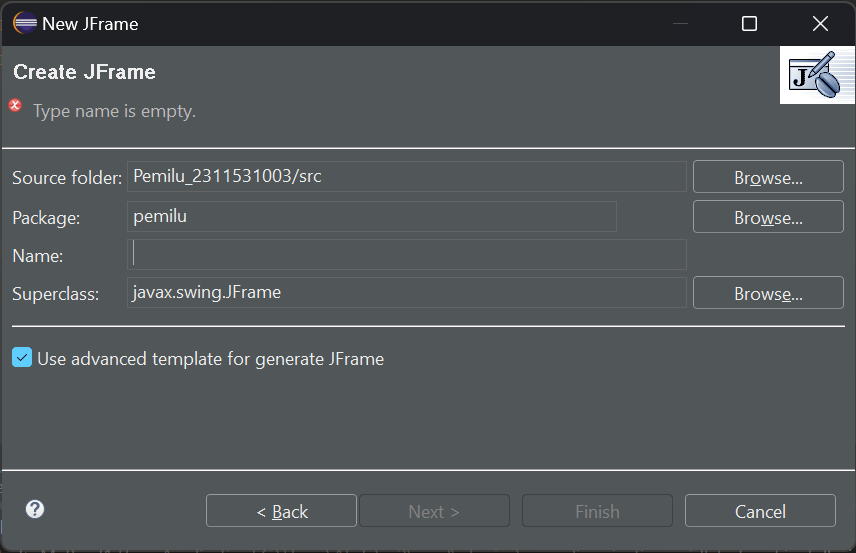 New JFrame
Create JFrame
Type name is empty.
Source folder: Pemilu_2311531003/src Browse...
Package: pemilu Browse...
Name:
Superclass: javax.swing.JFrame Browse...
Use advanced template for generate JFrame
< Back Next > Finish Cancel